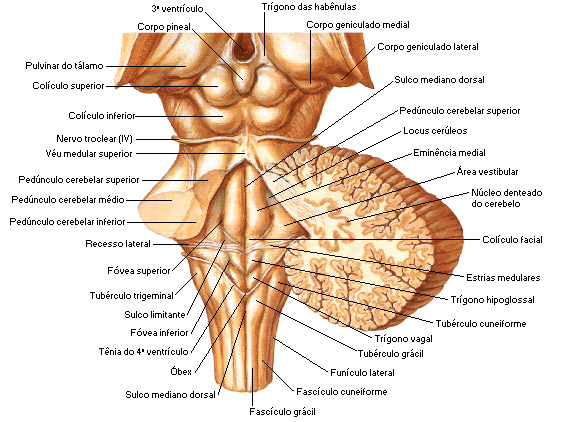 3º ventrículo
Trígono das habênulas
Corpo pineal
Corpo geniculado medial
Corpo geniculado lateral
Pulvinar do tálamo
Colículo superior
Sulco mediano dorsal
Colículo inferior
Pedúnculo cerebelar superior
Locus cerúleos
Nervo troclear (IV)
Véu medular superior
Eminência medial
Área vestibular
Pedúnculo cerebelar superior
Núcleo denteado
do cerebelo
Pedúnculo cerebelar médio
Pedúnculo cerebelar inferior
Recesso lateral
Colículo facial
Fóvea superior
Estrias medulares
Tubérculo trigeminal
Trígono hipoglossal
Sulco limitante
Tubérculo cuneiforme
Fóvea inferior
Trígono vagal
Tênia do 4º ventrículo
Tubérculo grácil
Óbex
Funículo lateral
Sulco mediano dorsal
Fascículo cuneiforme
Fascículo grácil